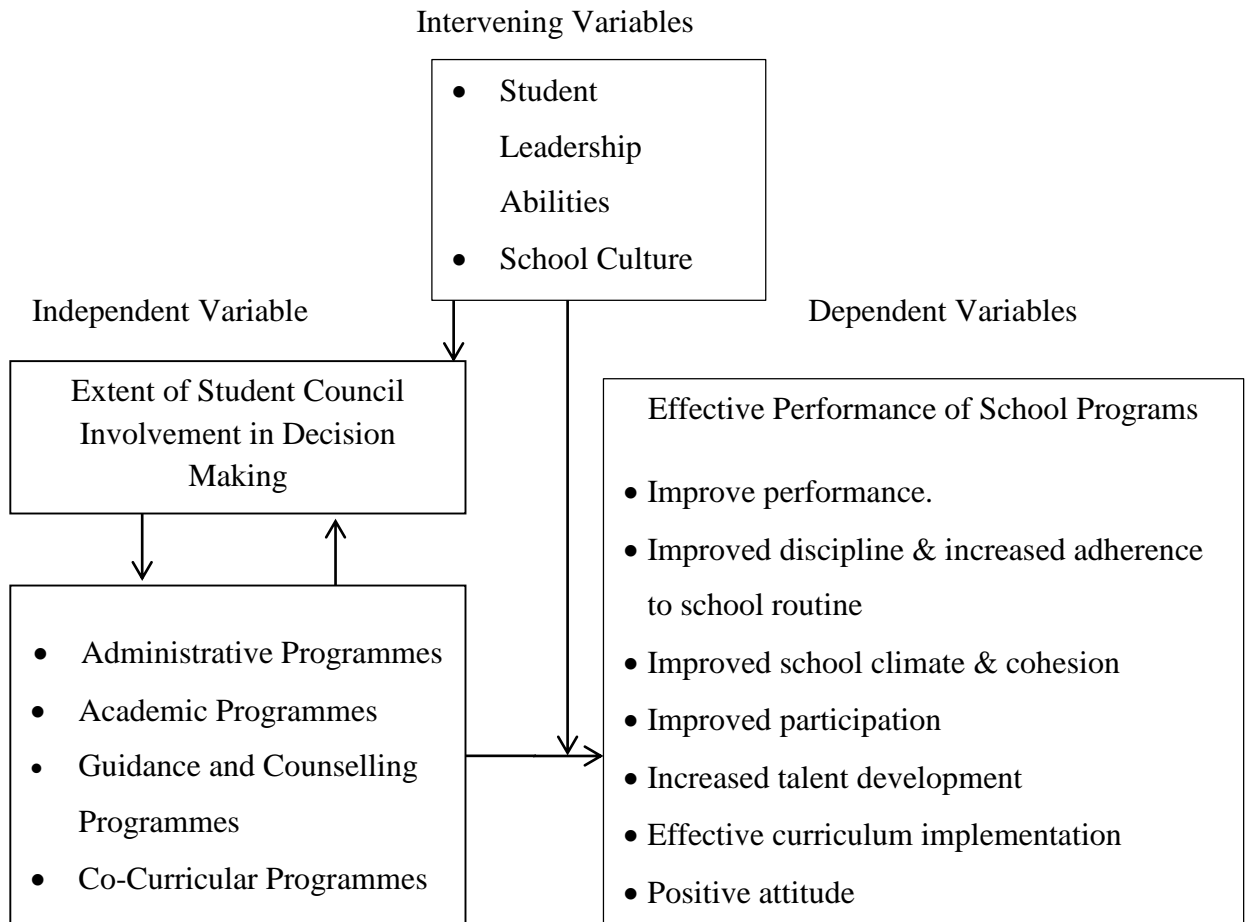 Intervening Variables
• Student
Leadership
Abilities
• School Culture
Independent Variable
Dependent Variables
Extent of Student Council
Involvement in Decision
Making
• Administrative Programmes
• Academic Programmes
• Guidance and Counselling
Programmes
• Co-Curricular Programmes
Effective Performance of School Programs
• Improve performance.
• Improved discipline & increased adherence
to school routine
• Improved school climate & cohesion
• Improved participation
• Increased talent development
• Effective curriculum implementation
• Positive attitude